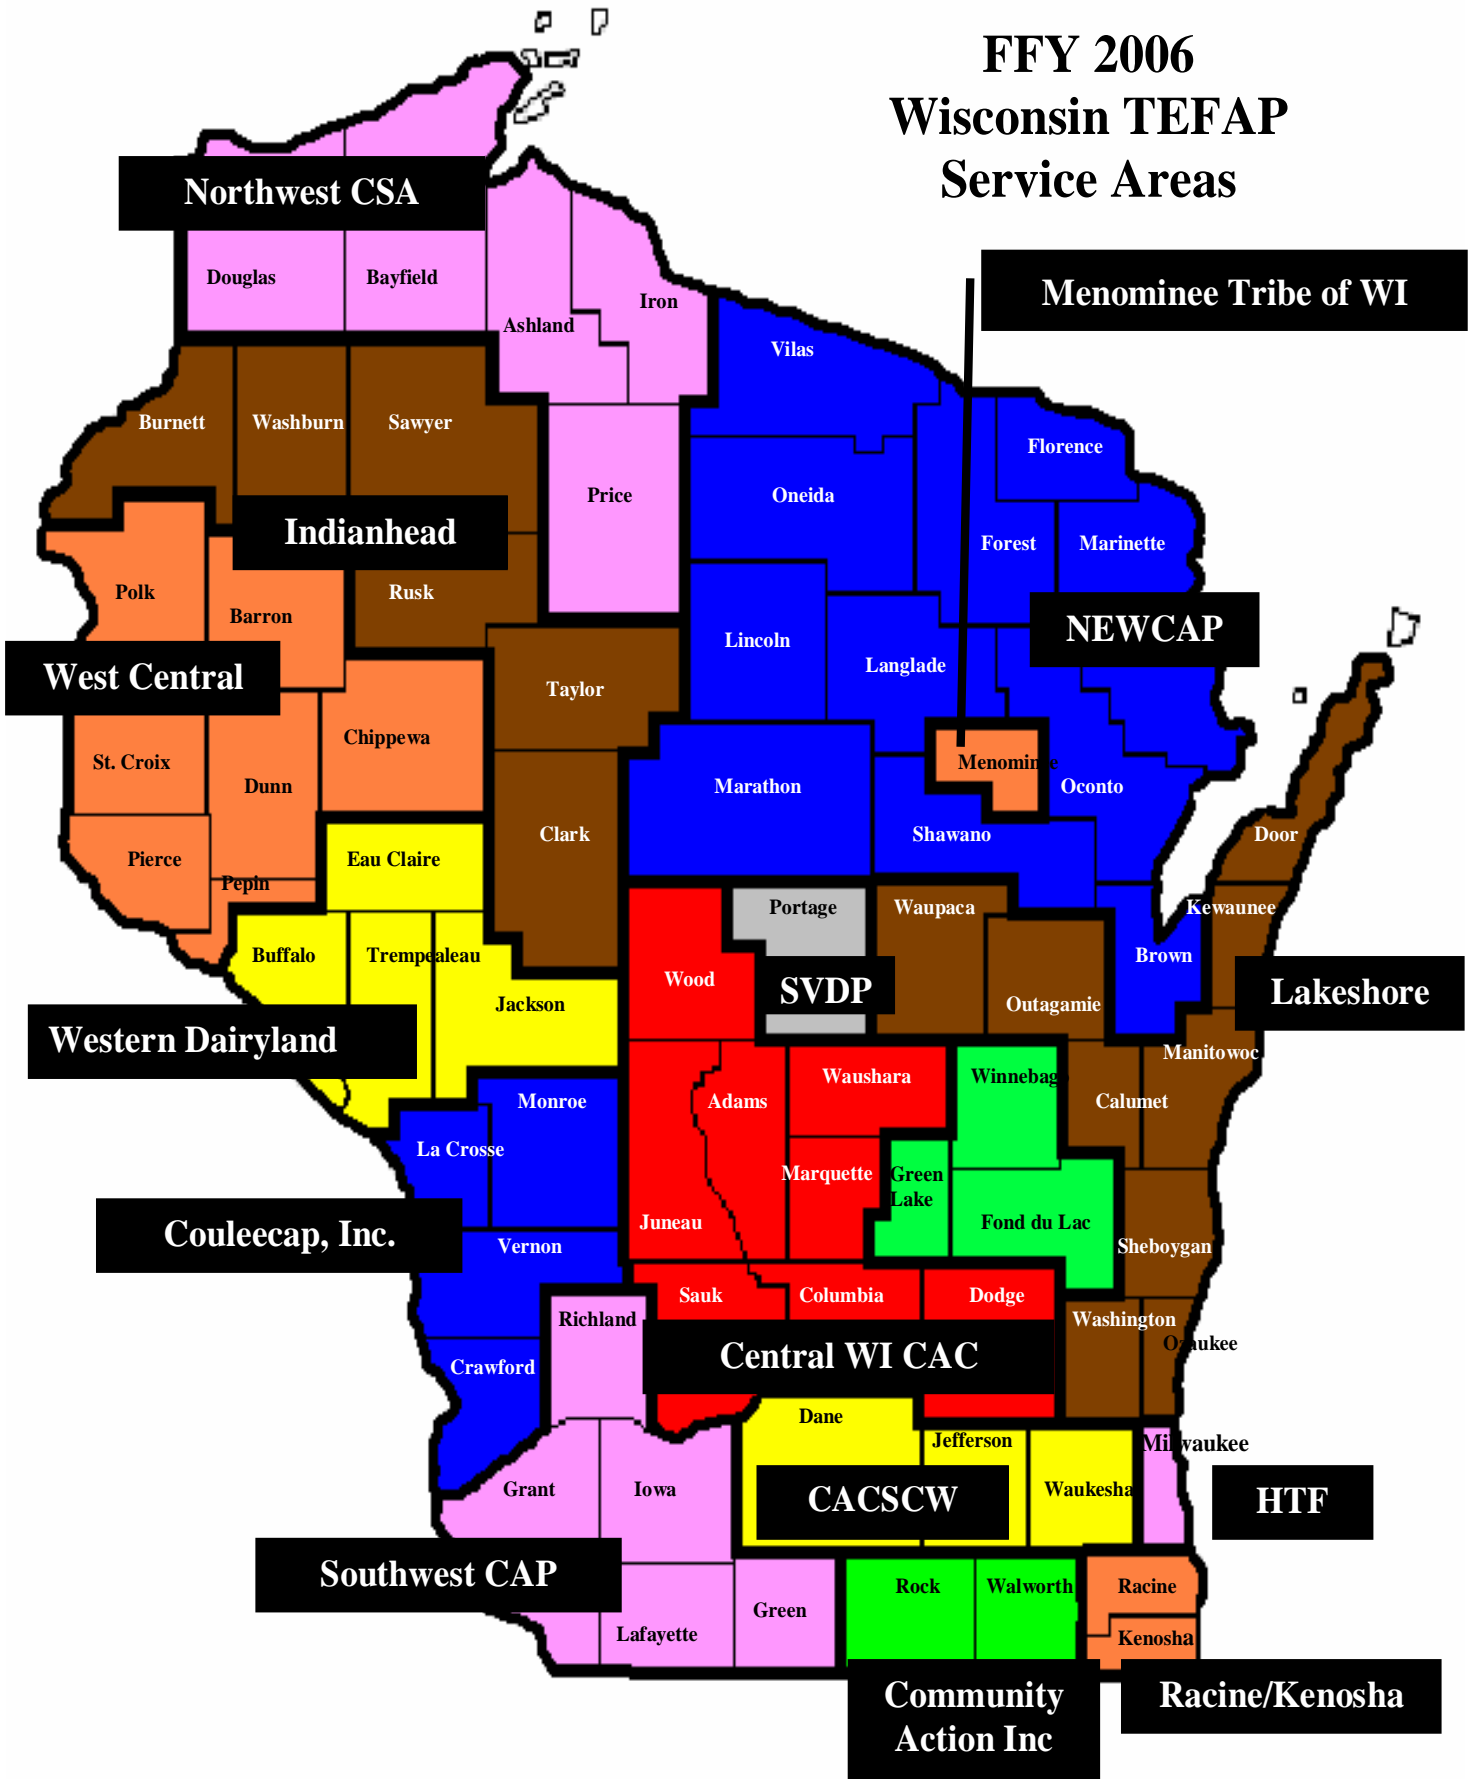 FFY 2006
Wisconsin TEFAP
Service Areas
Northwest CSA
Menominee Tribe of WI
Douglas
Bayfield
Iron
Ashland
Vilas
Burnett
Washburn
Sawyer
Florence
Price
Oneida
Indianhead
Forest
Marinette
Polk
Rusk
Barron
NEWCAP
Lincoln
Langlade
West Central
Taylor
Chippewa
St. Croix
Menominee
Dunn
Marathon
Oconto
Clark
Shawano
Door
Pierce
Eau Claire
Pepin
Portage
Waupaca
Kewaunee
Buffalo
Trempealeau
Brown
Wood
SVDP
Lakeshore
Jackson
Outagamie
Western Dairyland
Manitowoc
Waushara
Winnebago
Monroe
Adams
Calumet
La Crosse
Marquette
Green
Lake
Juneau
Fond du Lac
Couleecap, Inc.
Vernon
Sheboygan
Sauk
Columbia
Dodge
Richland
Washington
Ozaukee
Central WI CAC
Crawford
Dane
Jefferson
Milwaukee
Grant
Iowa
CACSCW
Waukesha
HTF
Southwest CAP
Rock
Walworth
Racine
Green
Lafayette
Kenosha
Community
Action Inc
Racine/Kenosha